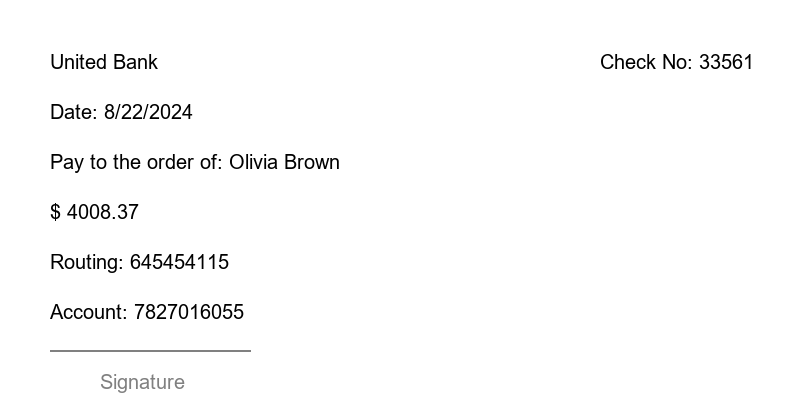 United Bank
Check No: 33561
Date: 8/22/2024
Pay to the order of: Olivia Brown
$ 4008.37
Routing: 645454115
Account: 7827016055
Signature